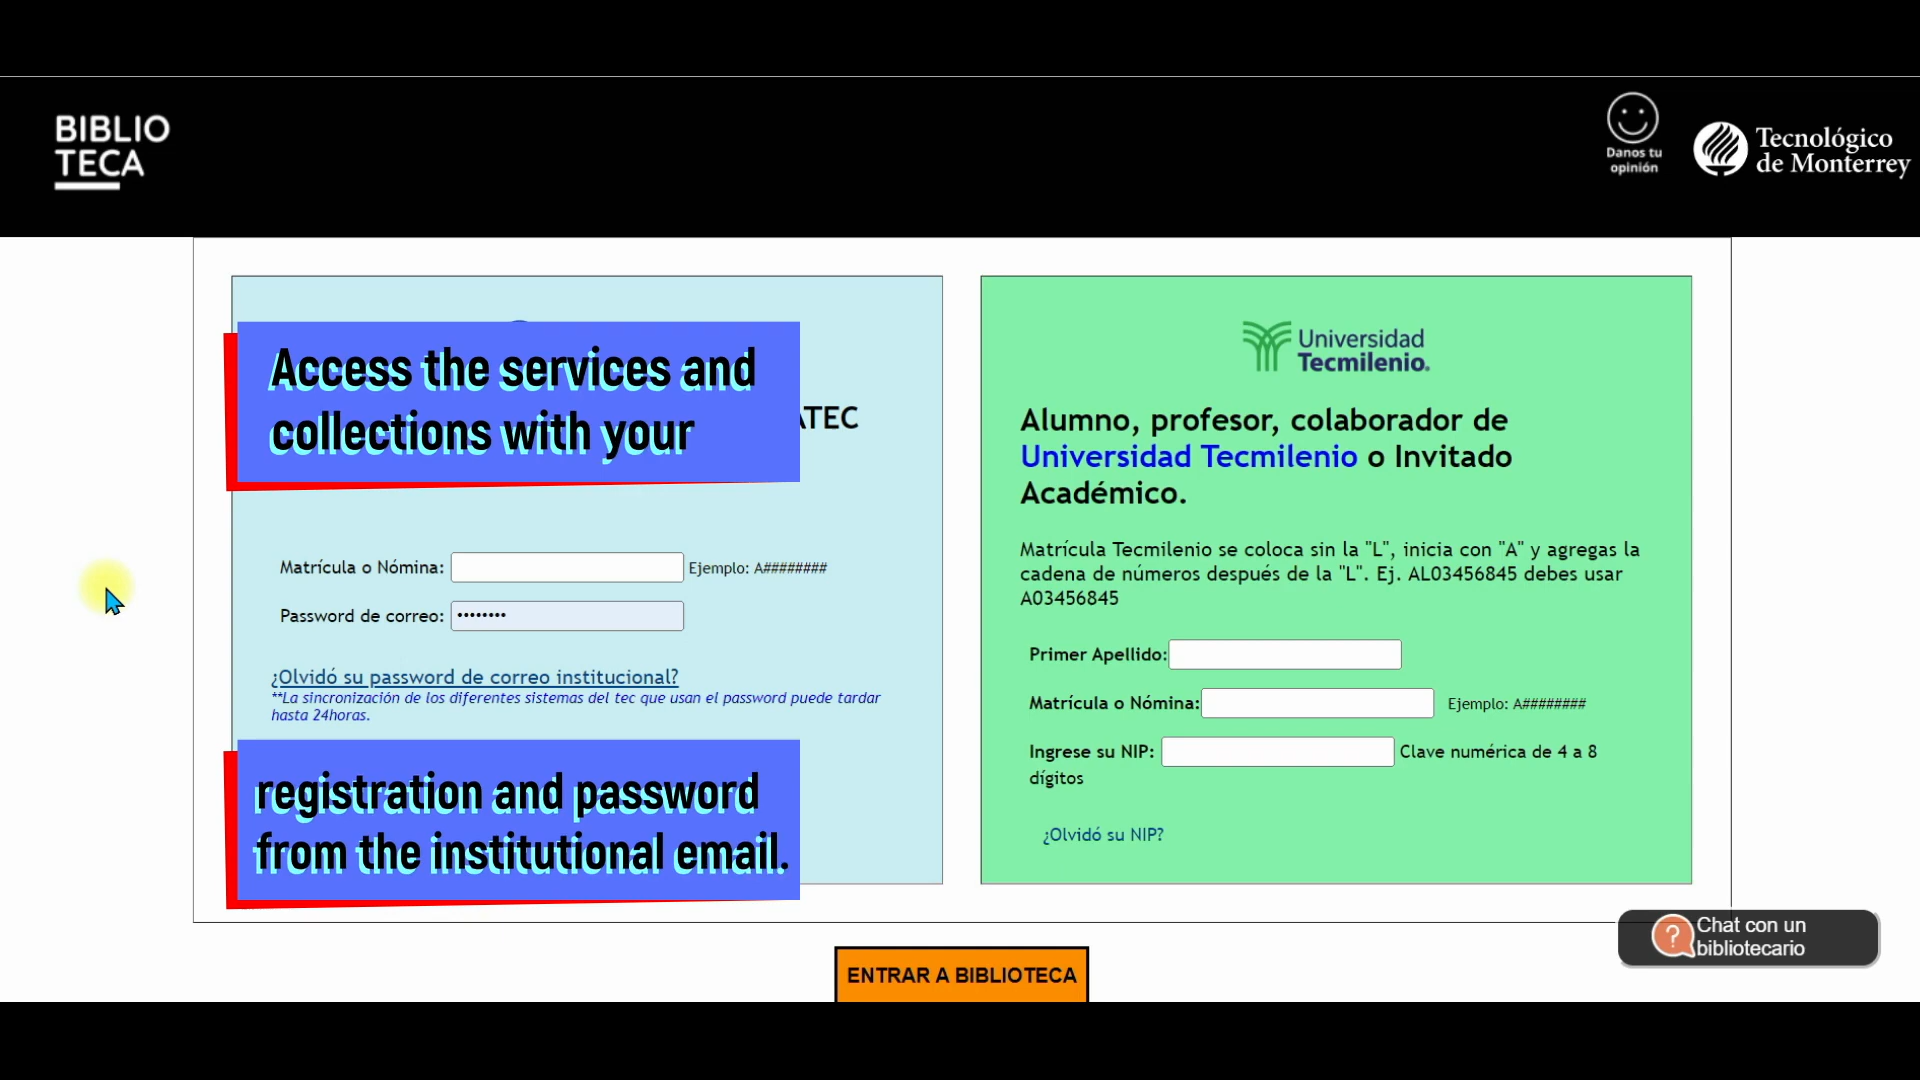 BIBLIO
TECA
Danos tu
opinión
Tecnológico
de Monterrey
Access the services and
collections with your
Matrícula o Nómina:
Ejemplo: A########
Password de correo:
••••••••
¿Olvidó su password de correo institucional?
**La sincronización de los diferentes sistemas del tec que usan el password puede tardar
hasta 24horas.
registration and password
from the institutional email.
Universidad
Tecmilenio.
Alumno, profesor, colaborador de
Universidad Tecmilenio o Invitado
Académico.
Matrícula Tecmilenio se coloca sin la "L", inicia con "A" y agregas la
cadena de números después de la "L". Ej. AL03456845 debes usar
A03456845
Primer Apellido:
Matrícula o Nómina:
Ejemplo: A########
Ingrese su NIP:
Clave numérica de 4 a 8
dígitos
¿Olvidó su NIP?
Chat con un
bibliotecario
ENTRAR A BIBLIOTECA